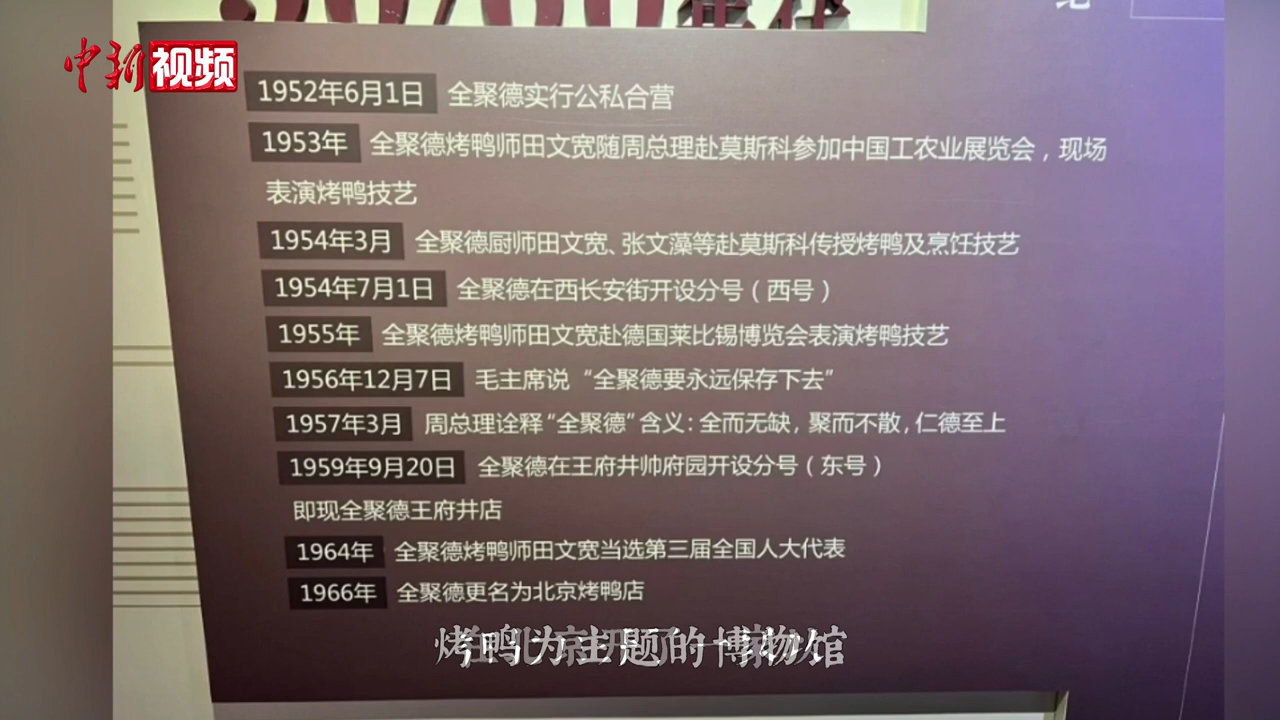 50/60年代
纪
中新视频
1952年6月1日 全聚德实行公私合营
1953年 全聚德烤鸭师田文宽随周总理赴莫斯科参加中国工农业展览会，现场
表演烤鸭技艺
1954年3月 全聚德厨师田文宽、张文藻等赴莫斯科传授烤鸭及烹饪技艺
1954年7月1日 全聚德在西长安街开设分号（西号）
1955年 全聚德烤鸭师田文宽赴德国莱比锡博览会表演烤鸭技艺
1956年12月7日 毛主席说“全聚德要永远保存下去”
1957年3月 周总理诠释“全聚德”含义：全而无缺，聚而不散，仁德至上
1959年9月20日 全聚德在王府井帅府园开设分号（东号）
即现全聚德王府井店
1964年 全聚德烤鸭师田文宽当选第三届全国人大代表
1966年 全聚德更名为北京烤鸭店
烤鸭为主题的博物馆